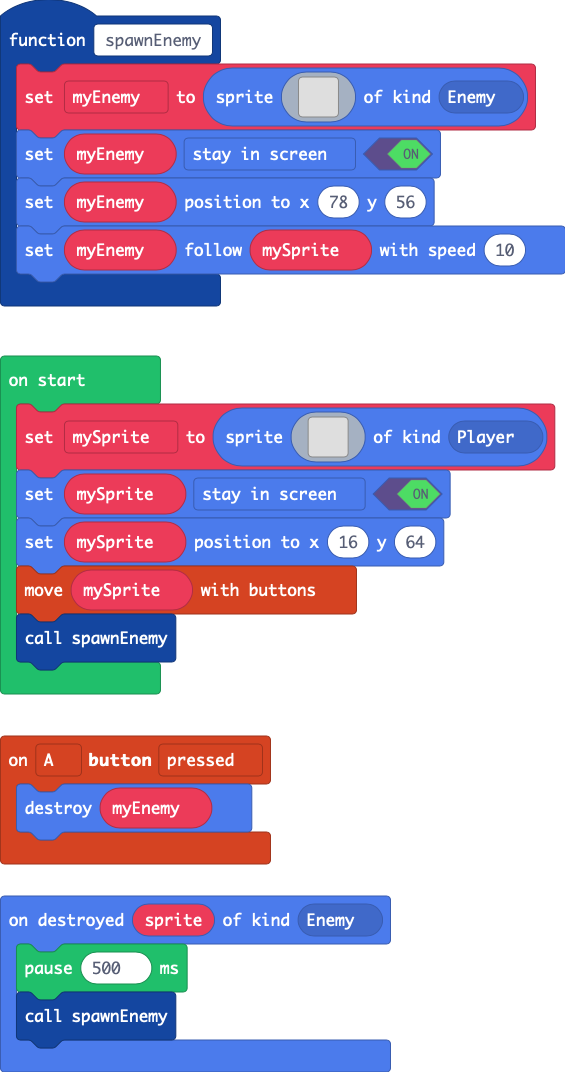 function spawnEnemy
set myEnemy to sprite of kind Enemy
set myEnemy stay in screen ON
set myEnemy position to x 78 y 56
set myEnemy follow mySprite with speed 10
on start
set mySprite to sprite of kind Player
set mySprite stay in screen ON
set mySprite position to x 16 y 64
move mySprite with buttons
call spawnEnemy
on A button pressed
destroy myEnemy
on destroyed sprite of kind Enemy
pause 500 ms
call spawnEnemy